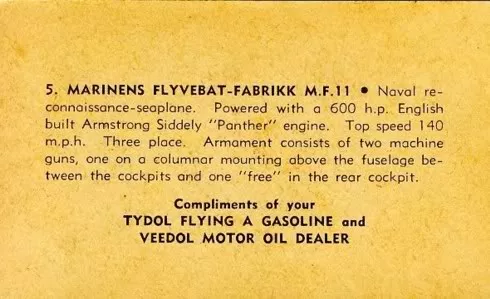 5. MARINENS FLYVEBAT-FABRIKK M.F.11 ● Naval re-
connaissance-seaplane. Powered with a 600 h.p. English
built Armstrong Siddely "Panther" engine. Top speed 140
m.p.h. Three place. Armament consists of two machine
guns, one on a columnar mounting above the fuselage be-
tween the cockpits and one "free" in the rear cockpit.
Compliments of your
TYDOL FLYING A GASOLINE and
VEEDOL MOTOR OIL DEALER